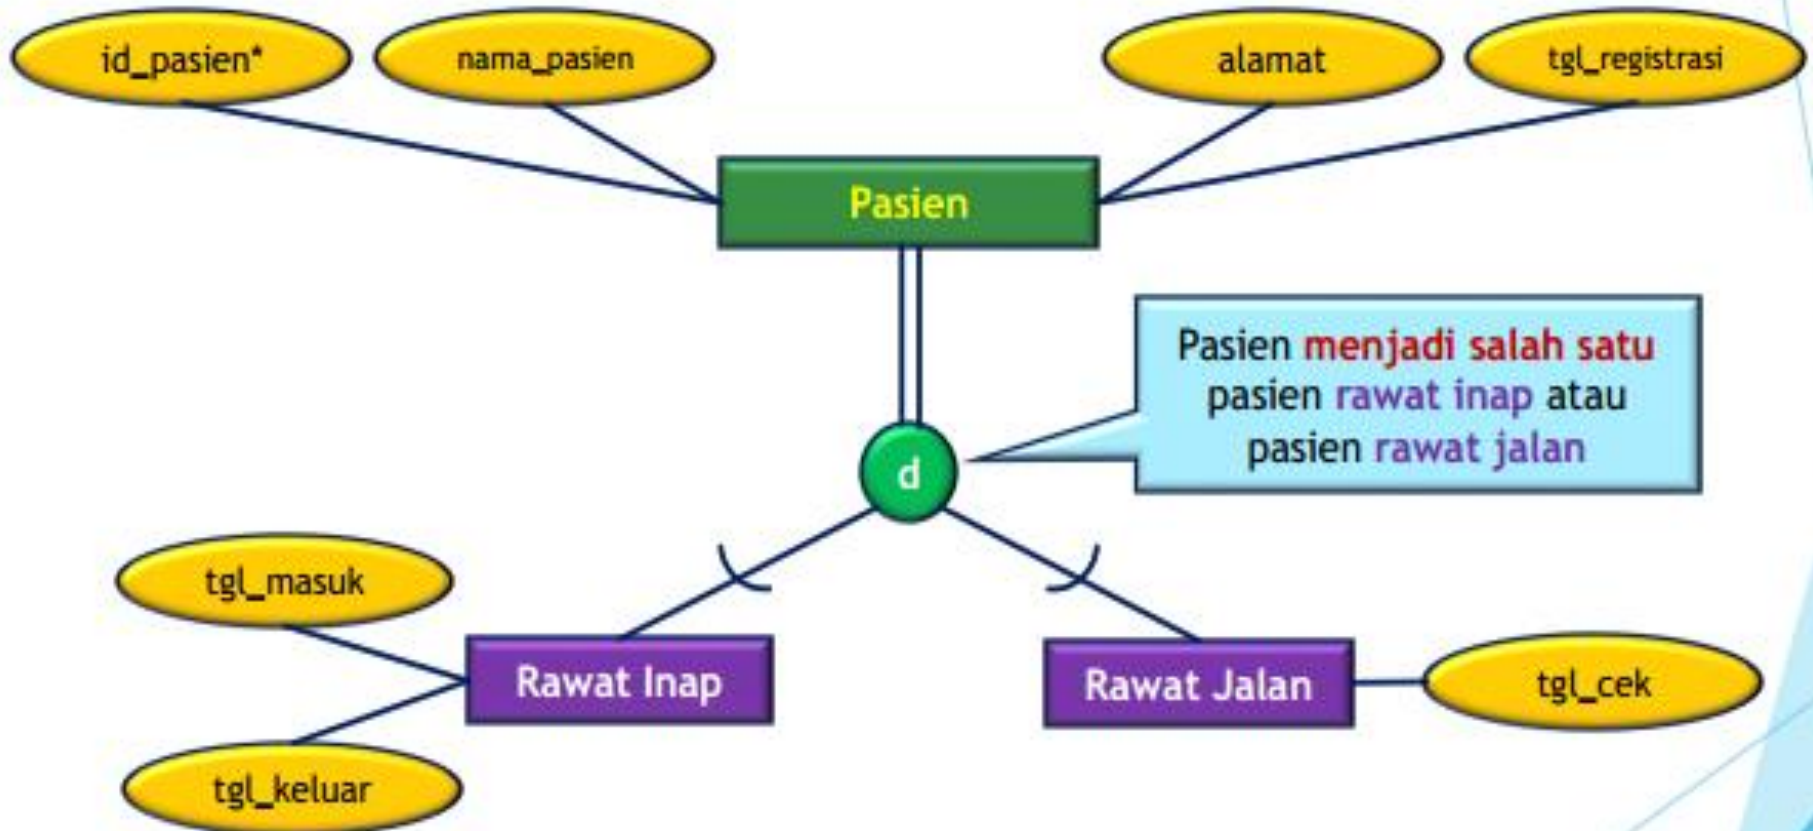 id_pasien*
nama_pasien
alamat
tgl_registrasi
Pasien
Pasien menjadi salah satu
pasien rawat inap atau
pasien rawat jalan
d
tgl_masuk
Rawat Inap
Rawat Jalan
tgl_cek
tgl_keluar